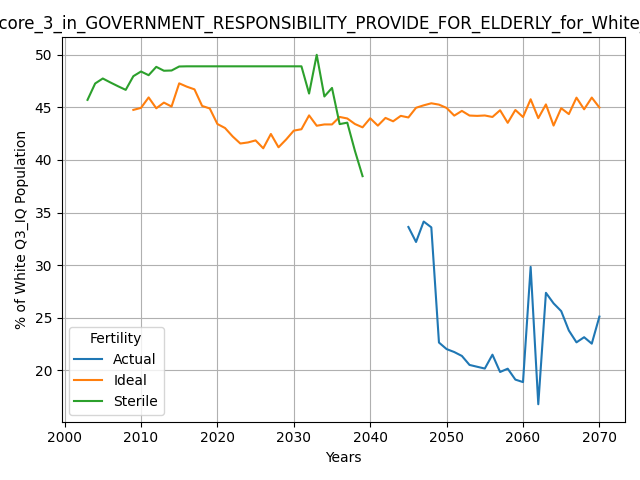 core_3_in_GOVERNMENT_RESPONSIBILITY_PROVIDE_FOR_ELDERLY_for_White_
% of White Q3_IQ Population
50
45
40
35
30
25
20
Fertility
Actual
Ideal
Sterile
2000 2010 2020 2030 2040 2050 2060 2070
Years